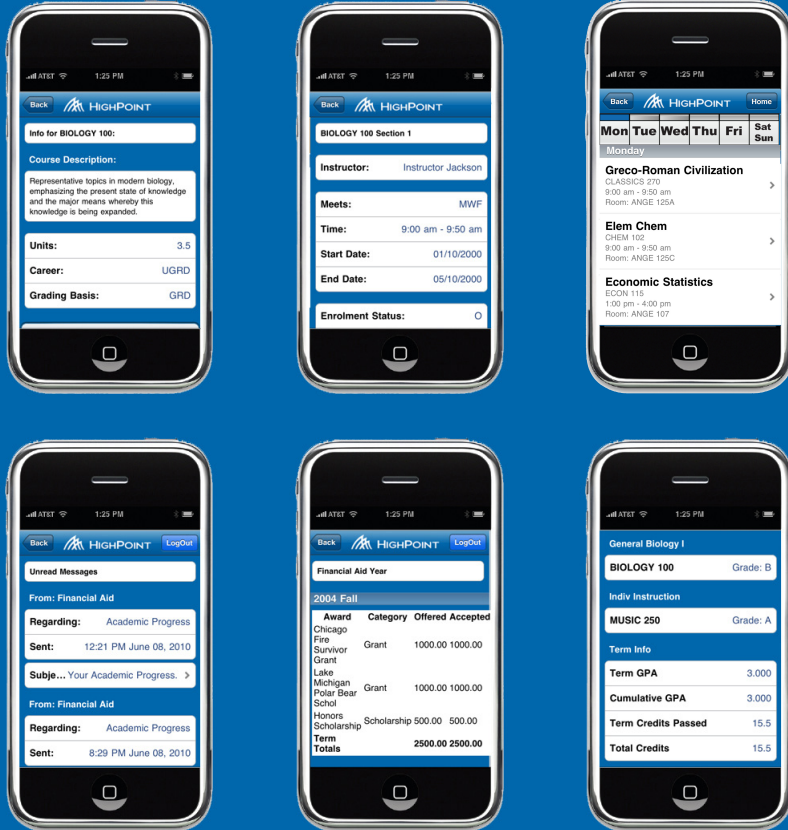 AT&T 1:25 PM
Back HIGHPOINT
Info for BIOLOGY 100:
Course Description:
Representative topics in modern biology,
emphasizing the present state of knowledge
and the major means whereby this
knowledge is being expanded.
Units: 3.5
Career: UGRD
Grading Basis: GRD
AT&T 1:25 PM
Back HIGHPOINT
BIOLOGY 100 Section 1
Instructor: Instructor Jackson
Meets: MWF
Time: 9:00 am - 9:50 am
Start Date: 01/10/2000
End Date: 05/10/2000
Enrolment Status: O
AT&T 1:25 PM
Back HIGHPOINT Home
Mon Tue Wed Thu Fri Sat Sun
Monday
Greco-Roman Civilization
CLASSICS 270
9:00 am - 9:50 am
Room: ANGE 125A
Elem Chem
CHEM 102
9:00 am - 9:50 am
Room: ANGE 125C
Economic Statistics
ECON 115
1:00 pm - 4:00 pm
Room: ANGE 107
AT&T 1:25 PM
Back HIGHPOINT LogOut
Unread Messages
From: Financial Aid
Regarding: Academic Progress
Sent: 12:21 PM June 08, 2010
Subje... Your Academic Progress.
From: Financial Aid
Regarding: Academic Progress
Sent: 8:29 PM June 08, 2010
AT&T 1:25 PM
Back HIGHPOINT LogOut
Financial Aid Year
2004 Fall
Award Category Offered Accepted
Chicago
Fire
Survivor Grant 1000.00 1000.00
Grant
Lake
Michigan
Polar Bear Grant 1000.00 1000.00
Schol
Honors
Scholarship Scholarship 500.00 500.00
Term
Totals 2500.00 2500.00
AT&T 1:25 PM
General Biology I
BIOLOGY 100 Grade: B
Indiv Instruction
MUSIC 250 Grade: A
Term Info
Term GPA 3.000
Cumulative GPA 3.000
Term Credits Passed 15.5
Total Credits 15.5